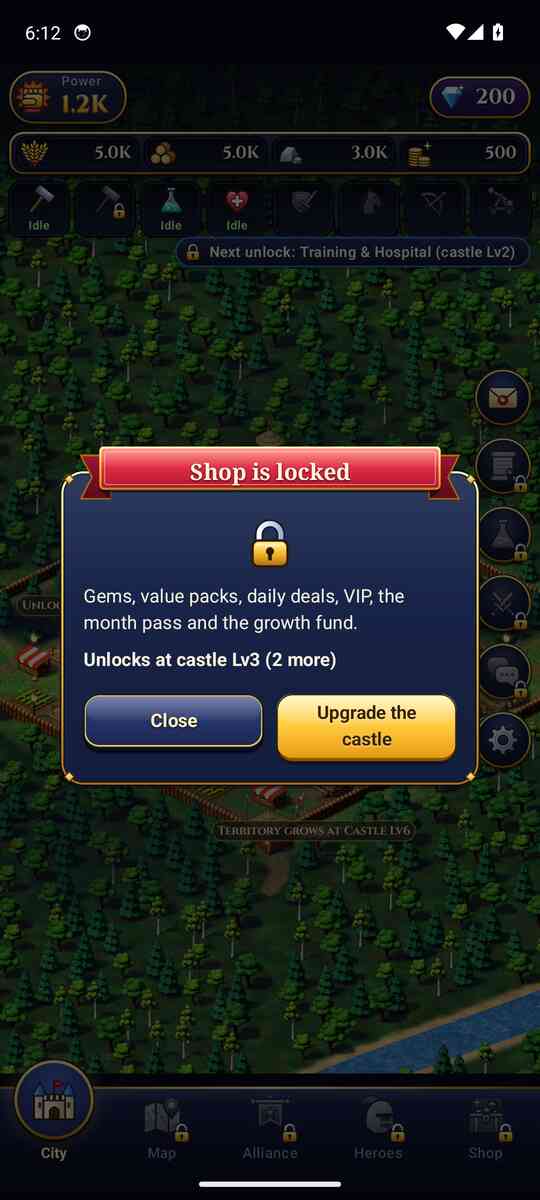 6:12
Power
1.2K
200
5.0K
5.0K
3.0K
500
Idle
Idle
Idle
Next unlock: Training & Hospital (castle Lv2)
Shop is locked
Gems, value packs, daily deals, VIP, the
month pass and the growth fund.
Unlocks at castle Lv3 (2 more)
Close
Upgrade the
castle
Territory grows at Castle Lv6
City
Map
Alliance
Heroes
Shop